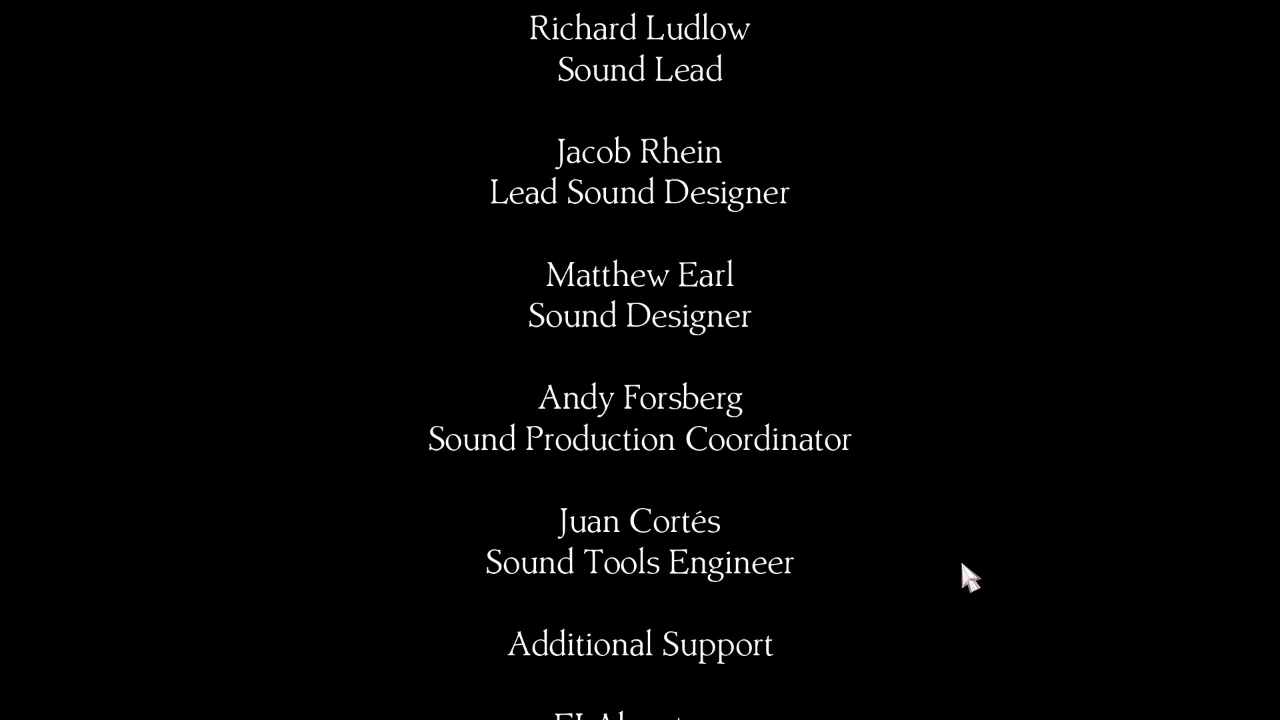 Richard Ludlow
Sound Lead
Jacob Rhein
Lead Sound Designer
Matthew Earl
Sound Designer
Andy Forsberg
Sound Production Coordinator
Juan Cortés
Sound Tools Engineer
Additional Support